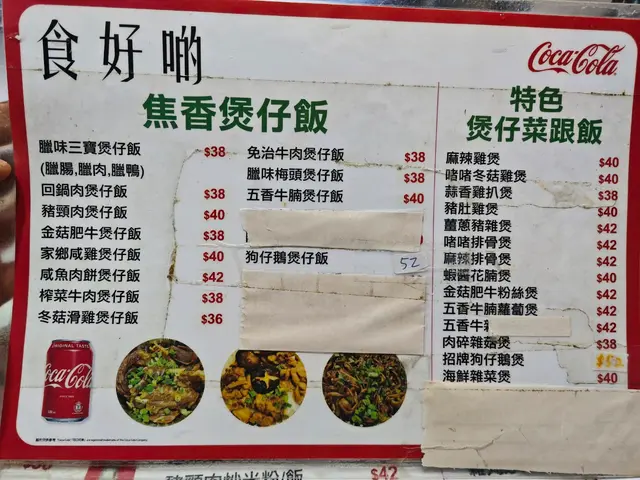 食好啲
Coca-Cola
焦香煲仔飯
臘味三寶煲仔飯 $38
(臘腸,臘肉,臘鴨)
回鍋肉煲仔飯 $38
豬頸肉煲仔飯 $40
金菇肥牛煲仔飯 $38
家鄉咸雞煲仔飯 $40
咸魚肉餅煲仔飯 $42
榨菜牛肉煲仔飯 $38
冬菇滑雞煲仔飯 $36
免治牛肉煲仔飯 $38
臘味梅頭煲仔飯 $38
五香牛腩煲仔飯 $40
狗仔鵝煲仔飯 52
特色
煲仔菜跟飯
麻辣雞煲 $40
啫啫冬菇雞煲 $40
蒜香雞扒煲 $38
豬肚雞煲 $40
薑蔥豬雜煲 $42
啫啫排骨煲 $42
麻辣排骨煲 $42
蝦醬花腩煲 $40
金菇肥牛粉絲煲 $42
五香牛腩蘿蔔煲 $42
五香牛 $42
肉碎雜菇煲 $38
招牌狗仔鵝煲 $52
海鮮雜菜煲 $40
ORIGINAL TASTE
Coca-Cola
豬頸肉炒米粉/飯 $42